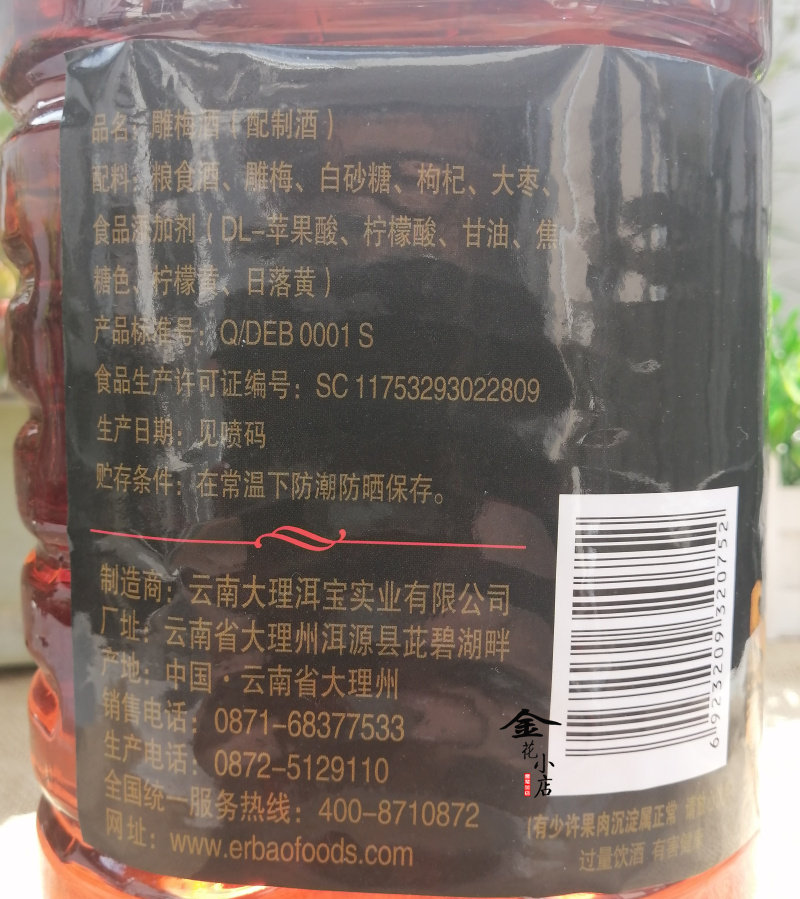 品名：雕梅酒（配制酒）
配料：粮食酒、雕梅、白砂糖、枸杞、大枣、
食品添加剂（DL-苹果酸、柠檬酸、甘油、焦
糖色、柠檬黄、日落黄）
产品标准号：Q/DEB 0001 S
食品生产许可证编号：SC 11753293022809
生产日期：见喷码
贮存条件：在常温下防潮防晒保存。
制造商：云南大理洱宝实业有限公司
厂址：云南省大理州洱源县茈碧湖畔
产地：中国·云南省大理州
销售电话：0871-68377533
生产电话：0872-5129110
全国统一服务热线：400-8710872
网址：www.erbaofoods.com
6923209320752
（有少许果肉沉淀属正常
过量饮酒 有害健康
金花小店